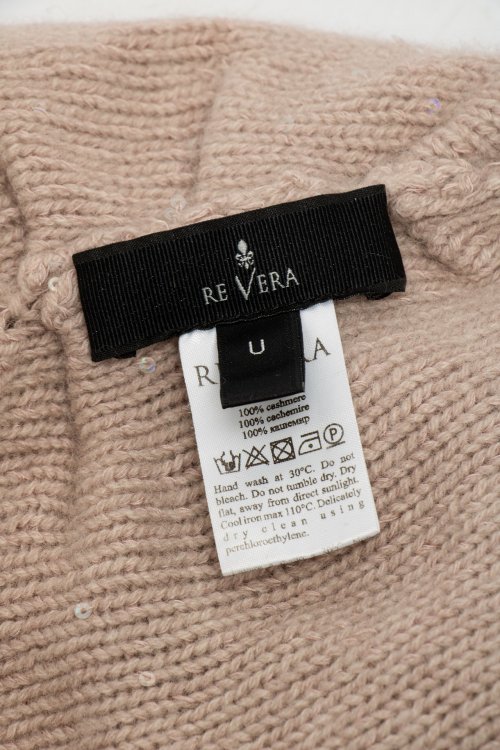 RE VERA
U
R RA
100% cashmere
100% cachemire
100% кашемир
P
Hand wash at 30°C. Do not
bleach. Do not tumble dry. Dry
flat, away from direct sunlight.
Cool iron max 110°C. Delicately
dry clean using
perchloroethylene.